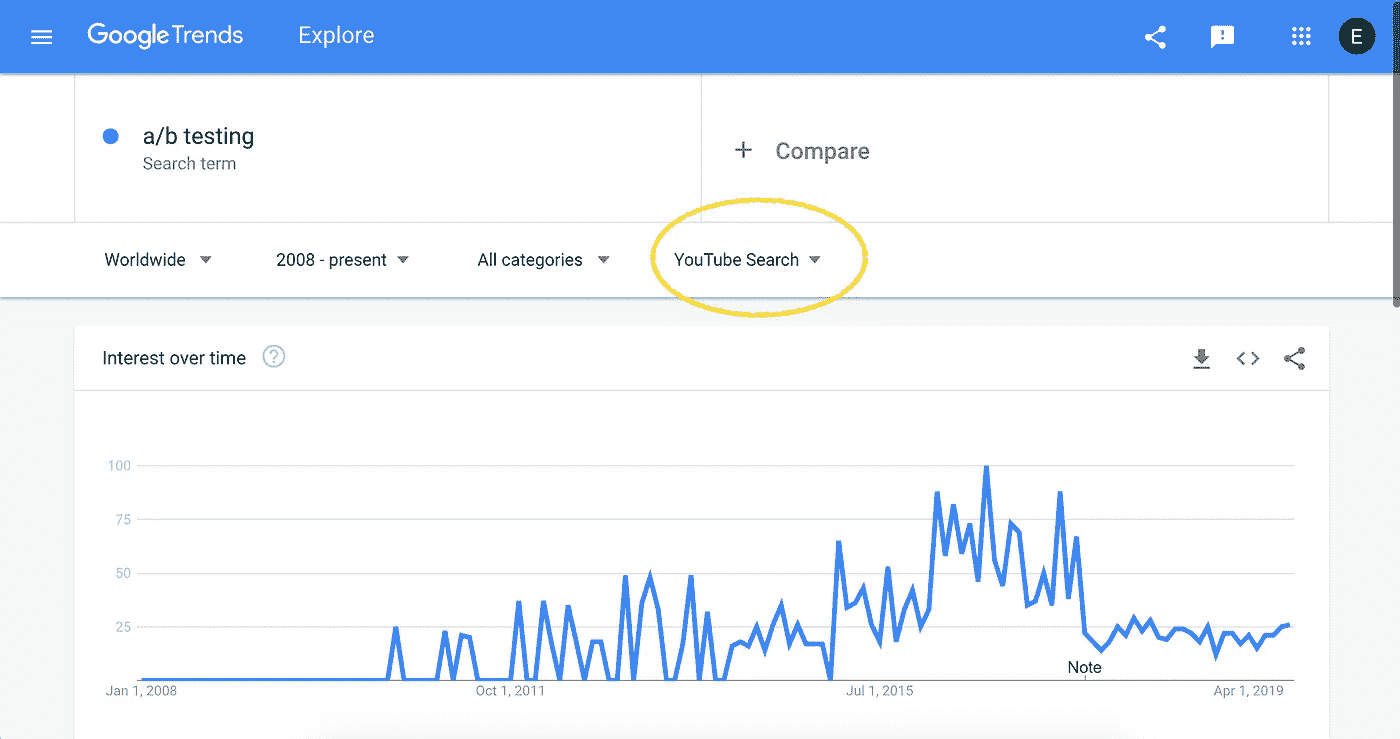 Google Trends Explore E
a/b testing
Search term
+ Compare
Worldwide 2008 - present All categories YouTube Search
Interest over time ?
100
75
50
25
Note
Jan 1, 2008 Oct 1, 2011 Jul 1, 2015 Apr 1, 2019